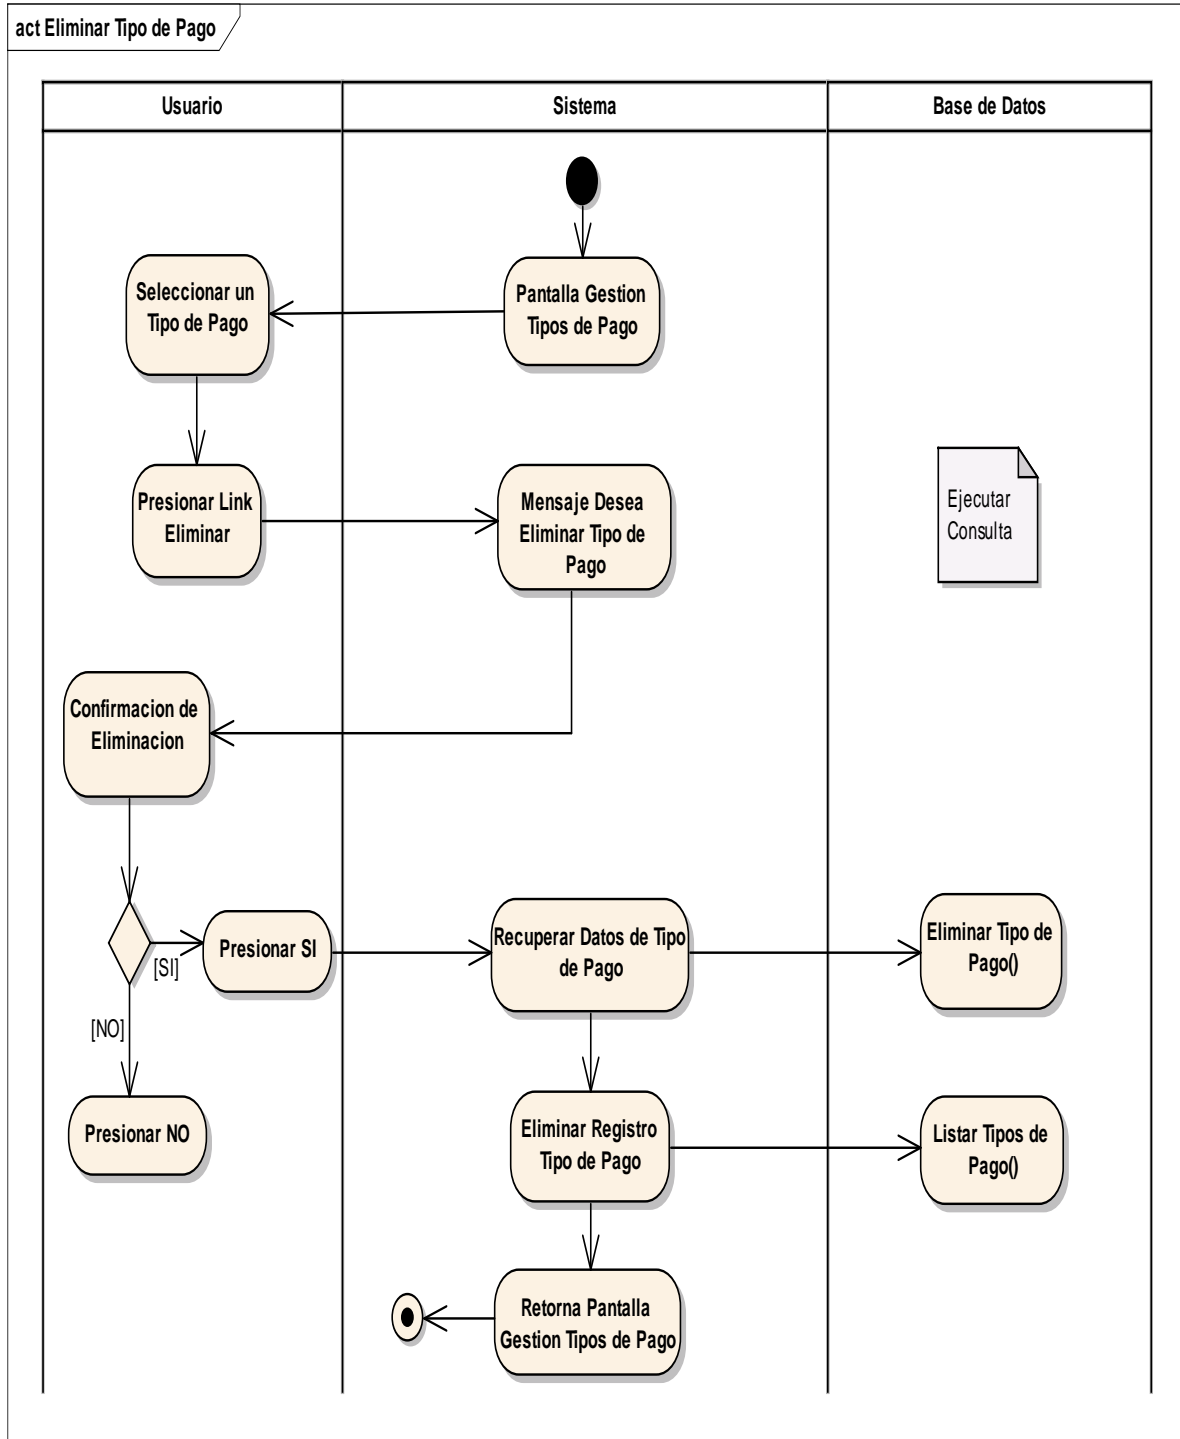 act Eliminar Tipo de Pago
Usuario
Sistema
Base de Datos
Seleccionar un
Tipo de Pago
Pantalla Gestion
Tipos de Pago
Presionar Link
Eliminar
Mensaje Desea
Eliminar Tipo de
Pago
Ejecutar
Consulta
Confirmacion de
Eliminacion
[SI]
Presionar SI
Recuperar Datos de Tipo
de Pago
Eliminar Tipo de
Pago()
[NO]
Presionar NO
Eliminar Registro
Tipo de Pago
Listar Tipos de
Pago()
Retorna Pantalla
Gestion Tipos de Pago